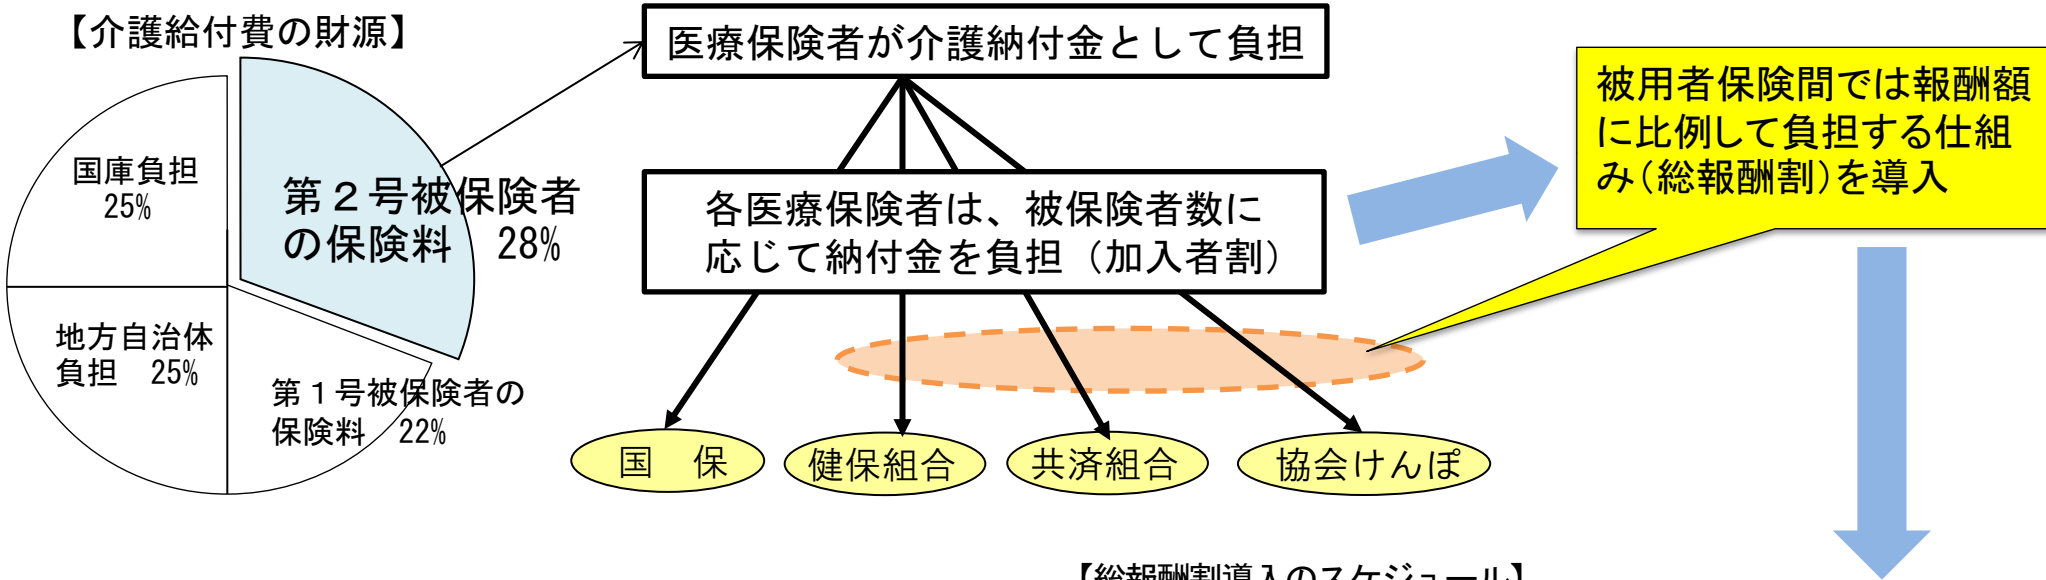 【介護給付費の財源】
国庫負担
25%
第２号被保険者
の保険料　28%
地方自治体
負担　25%
第１号被保険者の
保険料　22%
医療保険者が介護納付金として負担
各医療保険者は、被保険者数に
応じて納付金を負担（加入者割）
被用者保険間では報酬額
に比例して負担する仕組
み（総報酬割）を導入
国　保
健保組合
共済組合
協会けんぽ
【総報酬割導入のスケジュール】